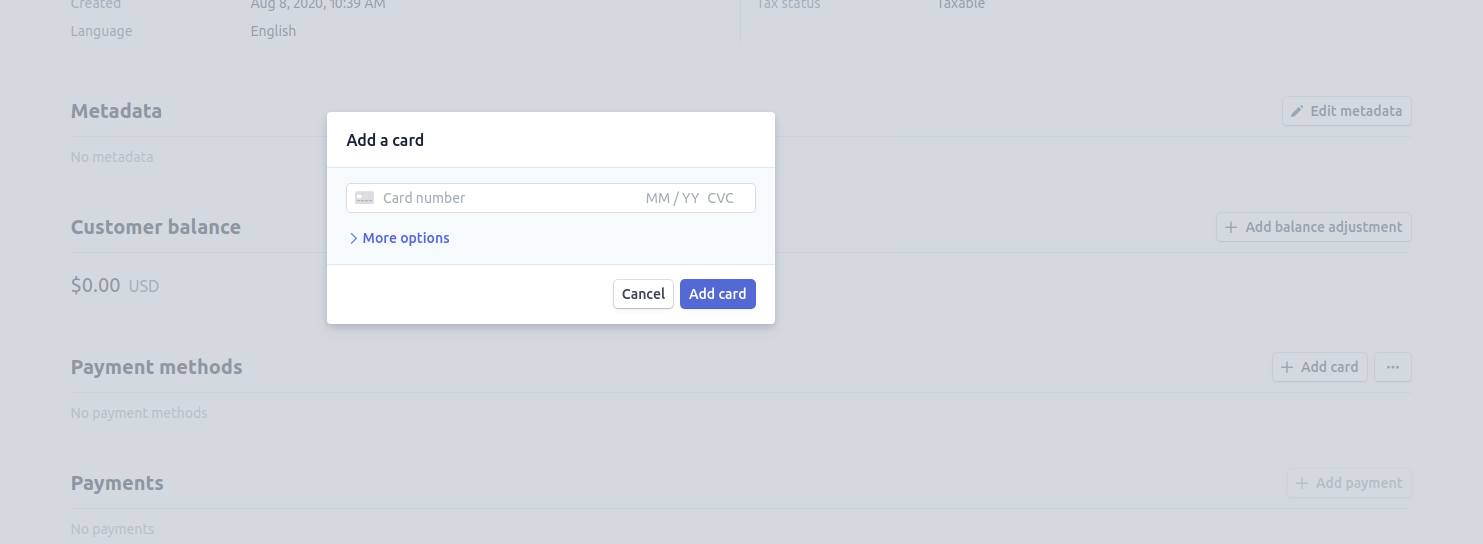 Created Aug 8, 2020, 10:39 AM Tax status Taxable
Language English
Metadata Edit metadata
No metadata
Add a card
Card number MM / YY CVC
More options
Cancel Add card
Customer balance Add balance adjustment
$0.00 USD
Payment methods Add card ...
No payment methods
Payments Add payment
No payments